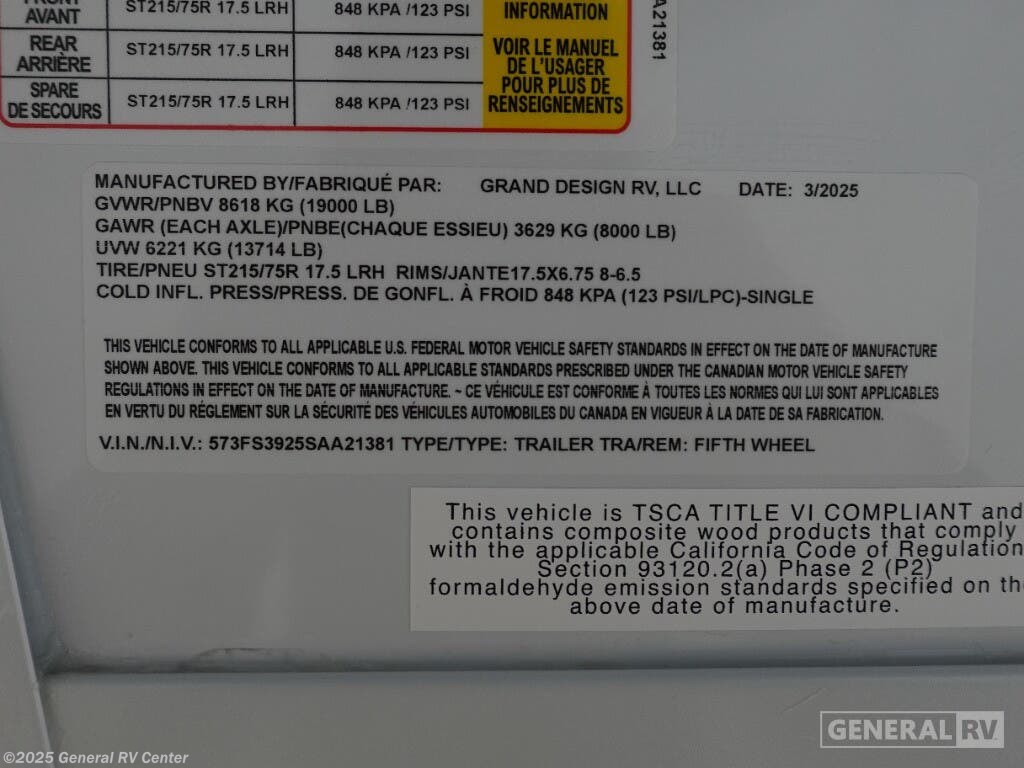 AVANT
ST215/75R 17.5 LRH
848 KPA /123 PSI
REAR
ARRIÈRE
ST215/75R 17.5 LRH
848 KPA /123 PSI
SPARE
DE SECOURS
ST215/75R 17.5 LRH
848 KPA /123 PSI
INFORMATION
VOIR LE MANUEL
DE L'USAGER
POUR PLUS DE
RENSEIGNEMENTS
A21381
MANUFACTURED BY/FABRIQUÉ PAR: GRAND DESIGN RV, LLC DATE: 3/2025
GVWR/PNBV 8618 KG (19000 LB)
GAWR (EACH AXLE)/PNBE(CHAQUE ESSIEU) 3629 KG (8000 LB)
UVW 6221 KG (13714 LB)
TIRE/PNEU ST215/75R 17.5 LRH RIMS/JANTE17.5X6.75 8-6.5
COLD INFL. PRESS/PRESS. DE GONFL. À FROID 848 KPA (123 PSI/LPC)-SINGLE
THIS VEHICLE CONFORMS TO ALL APPLICABLE U.S. FEDERAL MOTOR VEHICLE SAFETY STANDARDS IN EFFECT ON THE DATE OF MANUFACTURE
SHOWN ABOVE. THIS VEHICLE CONFORMS TO ALL APPLICABLE STANDARDS PRESCRIBED UNDER THE CANADIAN MOTOR VEHICLE SAFETY
REGULATIONS IN EFFECT ON THE DATE OF MANUFACTURE. ~ CE VÉHICULE EST CONFORME À TOUTES LES NORMES QUI LUI SONT APPLICABLES
EN VERTU DU RÉGLEMENT SUR LA SÉCURITÉ DES VÉHICULES AUTOMOBILES DU CANADA EN VIGUEUR À LA DATE DE SA FABRICATION.
V.I.N./N.I.V.: 573FS3925SAA21381 TYPE/TYPE: TRAILER TRA/REM: FIFTH WHEEL
This vehicle is TSCA TITLE VI COMPLIANT and
contains composite wood products that comply
with the applicable California Code of Regulation
Section 93120.2(a) Phase 2 (P2)
formaldehyde emission standards specified on the
above date of manufacture.
GENERAL RV
©2025 General RV Center